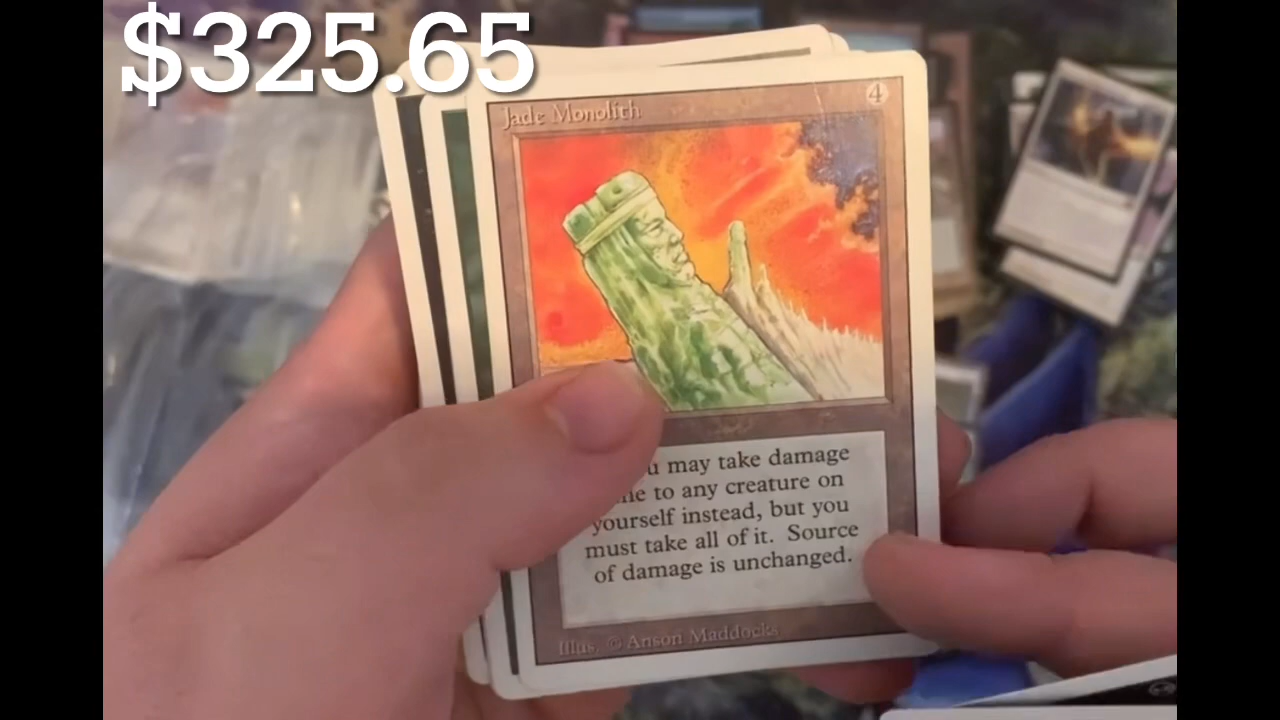 $325.65
Jade Monolith
4
u may take damage
ne to any creature on
yourself instead, but you
must take all of it. Source
of damage is unchanged.
Illus. © Anson Maddocks